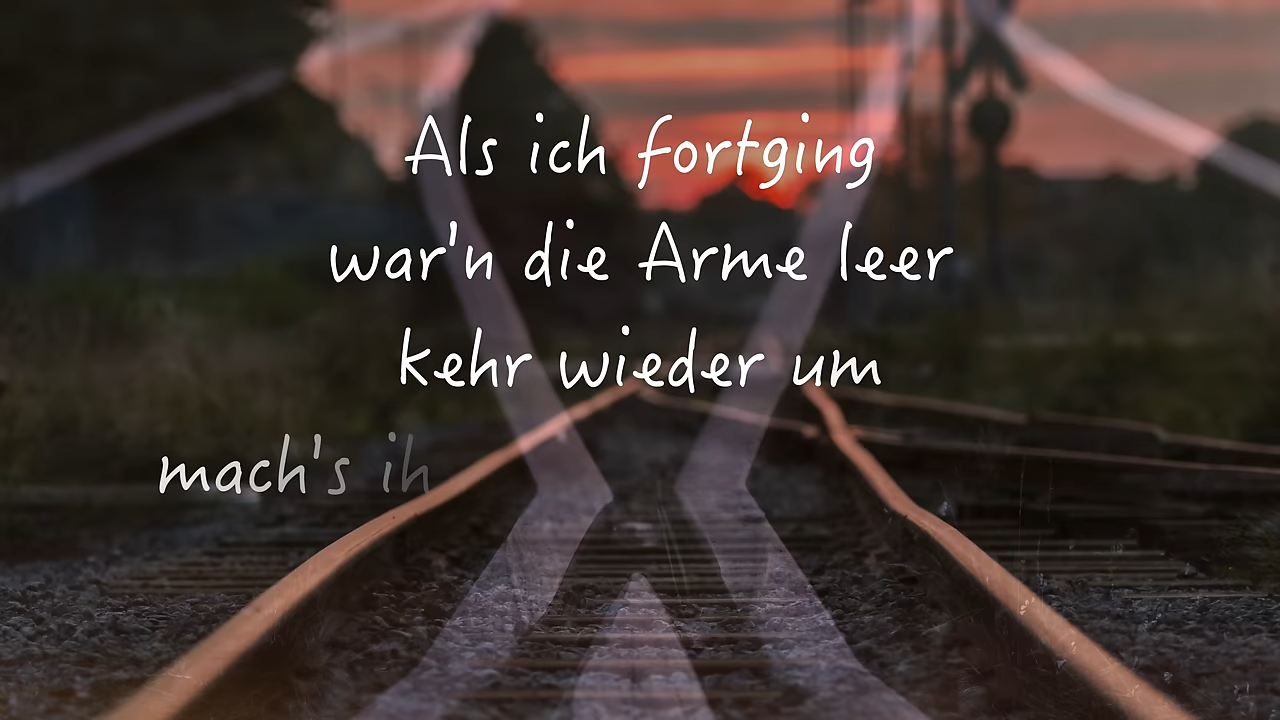 Als ich fortging
war'n die Arme leer
kehr wieder um
mach's ih